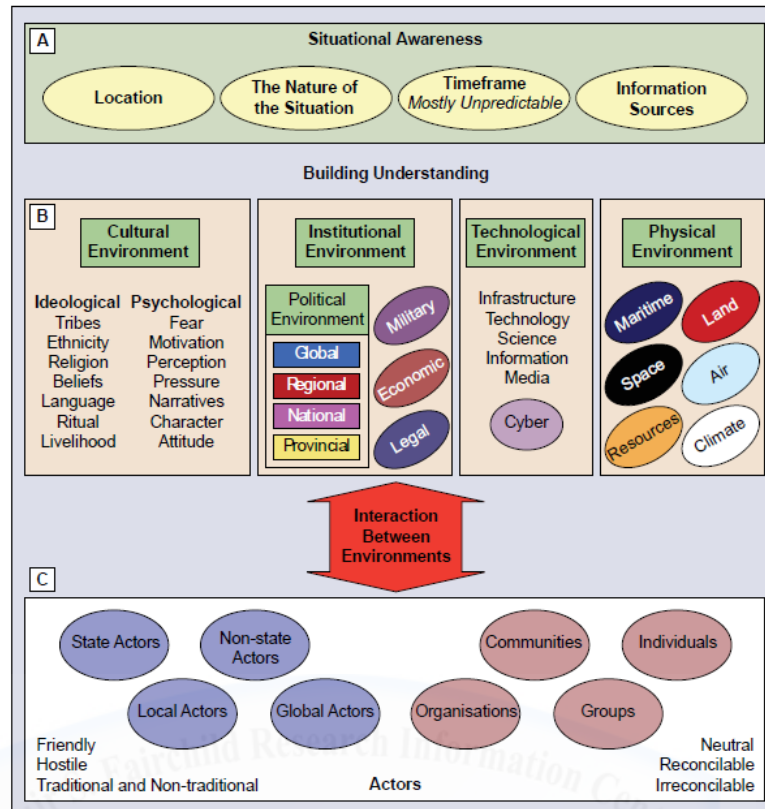 A
Situational Awareness
Location
The Nature of
the Situation
Timeframe
Mostly Unpredictable
Information
Sources
Building Understanding
B
Cultural
Environment
Ideological
Tribes
Ethnicity
Religion
Beliefs
Language
Ritual
Livelihood
Psychological
Fear
Motivation
Perception
Pressure
Narratives
Character
Attitude
Institutional
Environment
Political
Environment
Global
Regional
National
Provincial
Military
Economic
Legal
Technological
Environment
Infrastructure
Technology
Science
Information
Media
Cyber
Physical
Environment
Maritime
Land
Space
Air
Resources
Climate
Interaction
Between
Environments
C
State Actors
Non-state
Actors
Communities
Individuals
Local Actors
Global Actors
Organisations
Groups
Friendly
Hostile
Traditional and Non-traditional
Actors
Neutral
Reconcilable
Irreconcilable
Fairchild Research Information